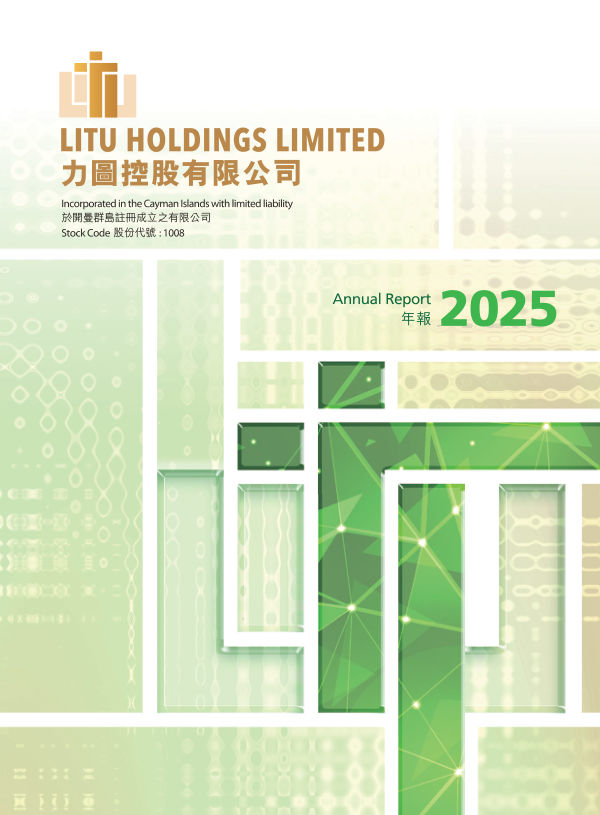 LITU
LITU HOLDINGS LIMITED
力圖控股有限公司
Incorporated in the Cayman Islands with limited liability
於開曼群島註冊成立之有限公司
Stock Code 股份代號 : 1008
Annual Report 2025
年報